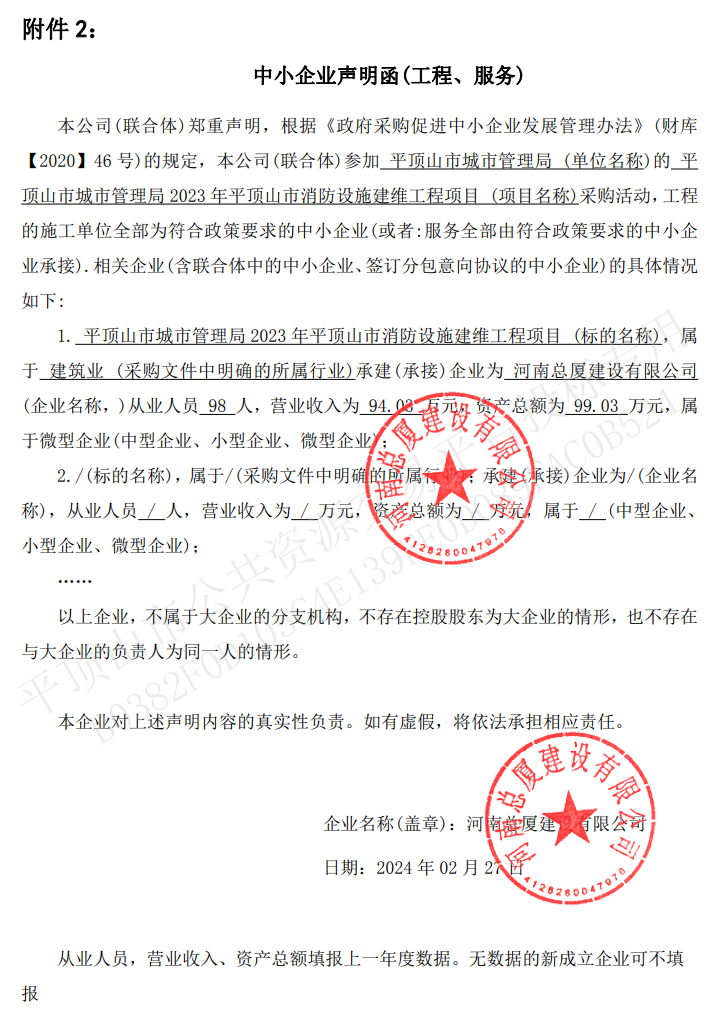 附件 2：
中小企业声明函(工程、服务)
本公司(联合体)郑重声明，根据《政府采购促进中小企业发展管理办法》(财库
【2020】46 号)的规定，本公司(联合体)参加 平顶山市城市管理局 (单位名称)的 平
顶山市城市管理局 2023 年平顶山市消防设施建维工程项目 (项目名称)采购活动，工程
的施工单位全部为符合政策要求的中小企业(或者:服务全部由符合政策要求的中小企
业承接).相关企业(含联合体中的中小企业、签订分包意向协议的中小企业)的具体情况
如下:
1. 平顶山市城市管理局 2023 年平顶山市消防设施建维工程项目 (标的名称)，属
于 建筑业 (采购文件中明确的所属行业)承建(承接)企业为 河南总厦建设有限公司
(企业名称,)从业人员 98 人，营业收入为 94.03 万元，资产总额为 99.03 万元，属
于微型企业(中型企业、小型企业、微型企业)；
2./(标的名称)，属于/(采购文件中明确的所属行业)；承建(承接)企业为/(企业名
称)，从业人员 / 人，营业收入为 / 万元，资产总额为 / 万元，属于 / (中型企业、
小型企业、微型企业)；
……
以上企业，不属于大企业的分支机构，不存在控股股东为大企业的情形，也不存在
与大企业的负责人为同一人的情形。
本企业对上述声明内容的真实性负责。如有虚假，将依法承担相应责任。
企业名称(盖章)：河南总厦建设有限公司
日期：2024 年 02 月 27 日
从业人员，营业收入、资产总额填报上一年度数据。无数据的新成立企业可不填
报
河南总厦建设有限公司
4128260047976
河南总厦建设有限公司
4128260047976